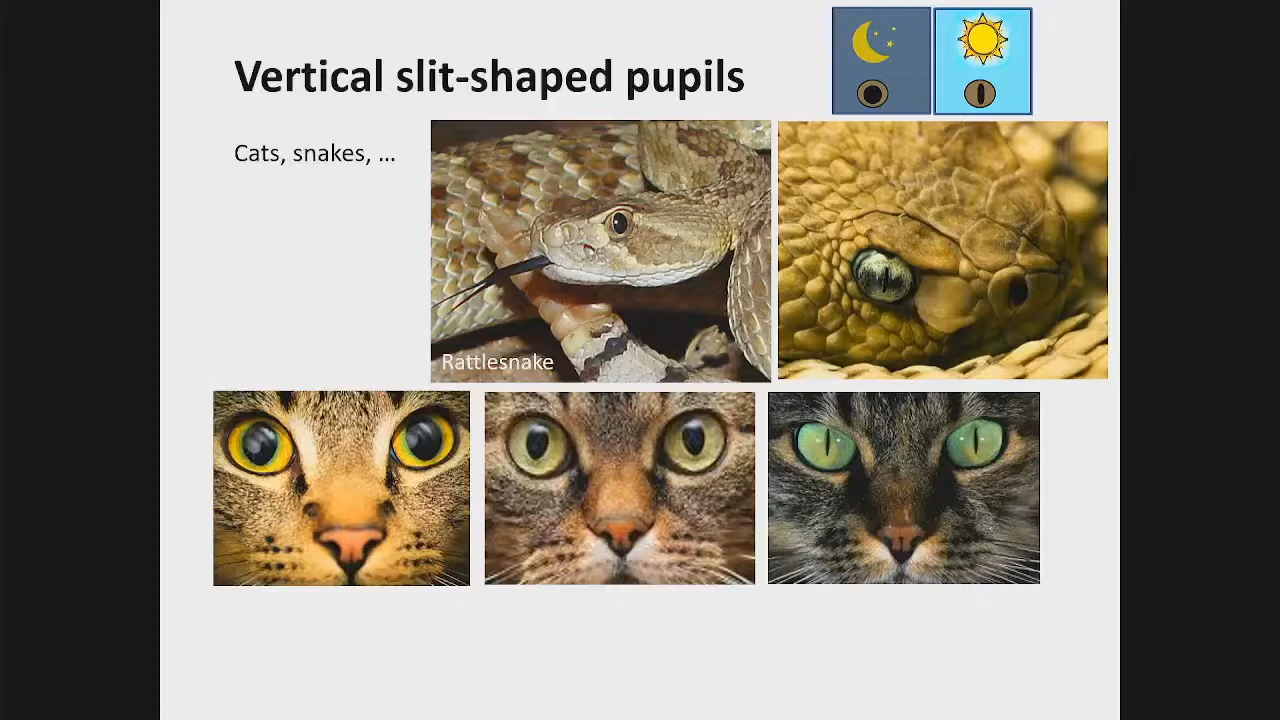 Vertical slit-shaped pupils
Cats, snakes, ...
Rattlesnake